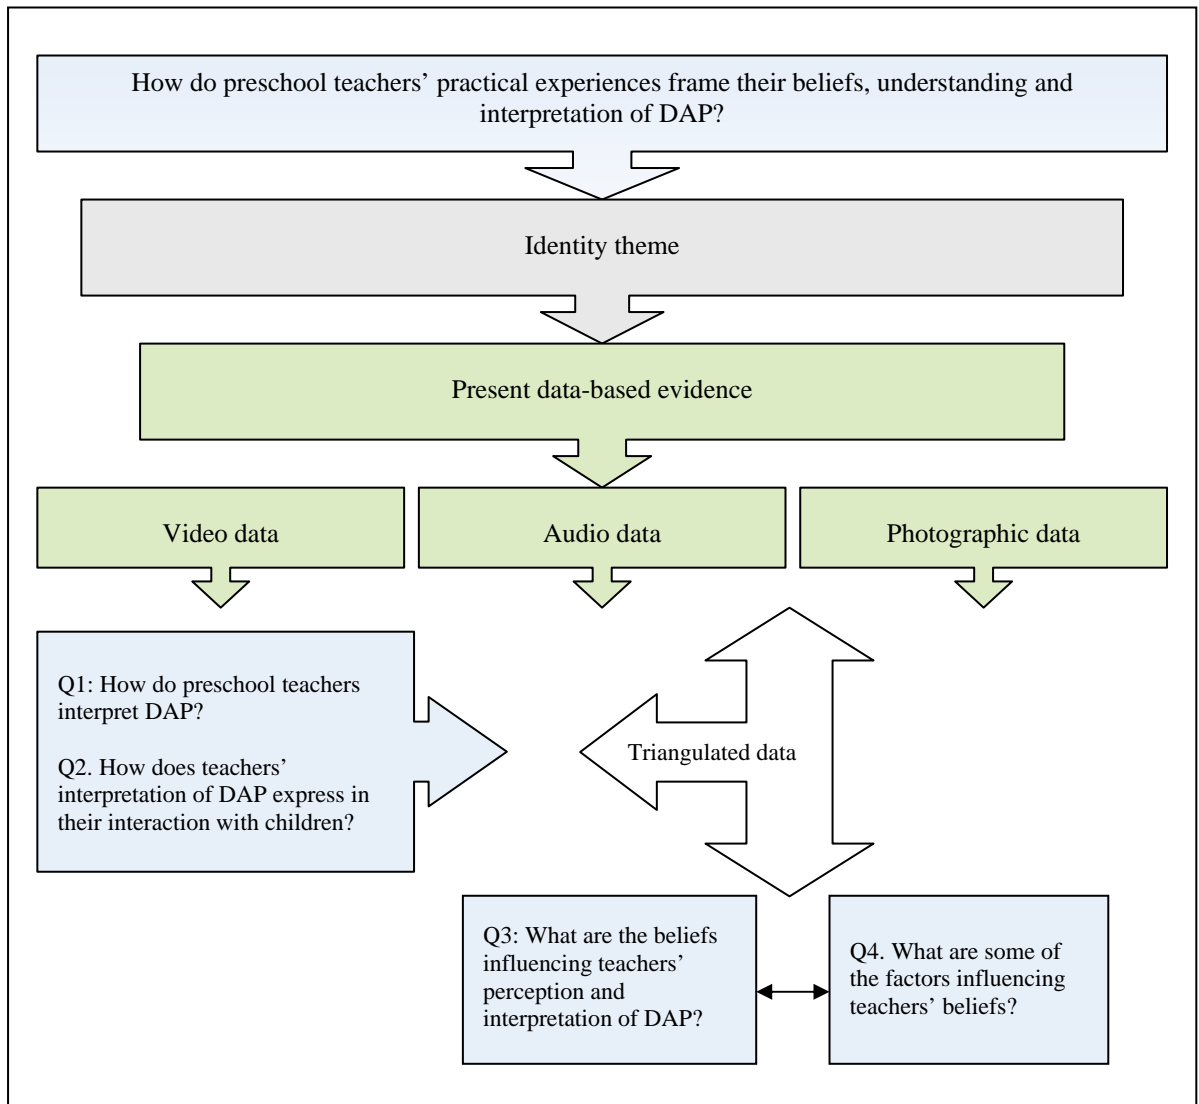 How do preschool teachers’ practical experiences frame their beliefs, understanding and
interpretation of DAP?
Identity theme
Present data-based evidence
Video data
Audio data
Photographic data
Q1: How do preschool teachers
interpret DAP?
Q2. How does teachers’
interpretation of DAP express in
their interaction with children?
Triangulated data
Q3: What are the beliefs
influencing teachers’
perception and
interpretation of DAP?
Q4. What are some of
the factors influencing
teachers’ beliefs?